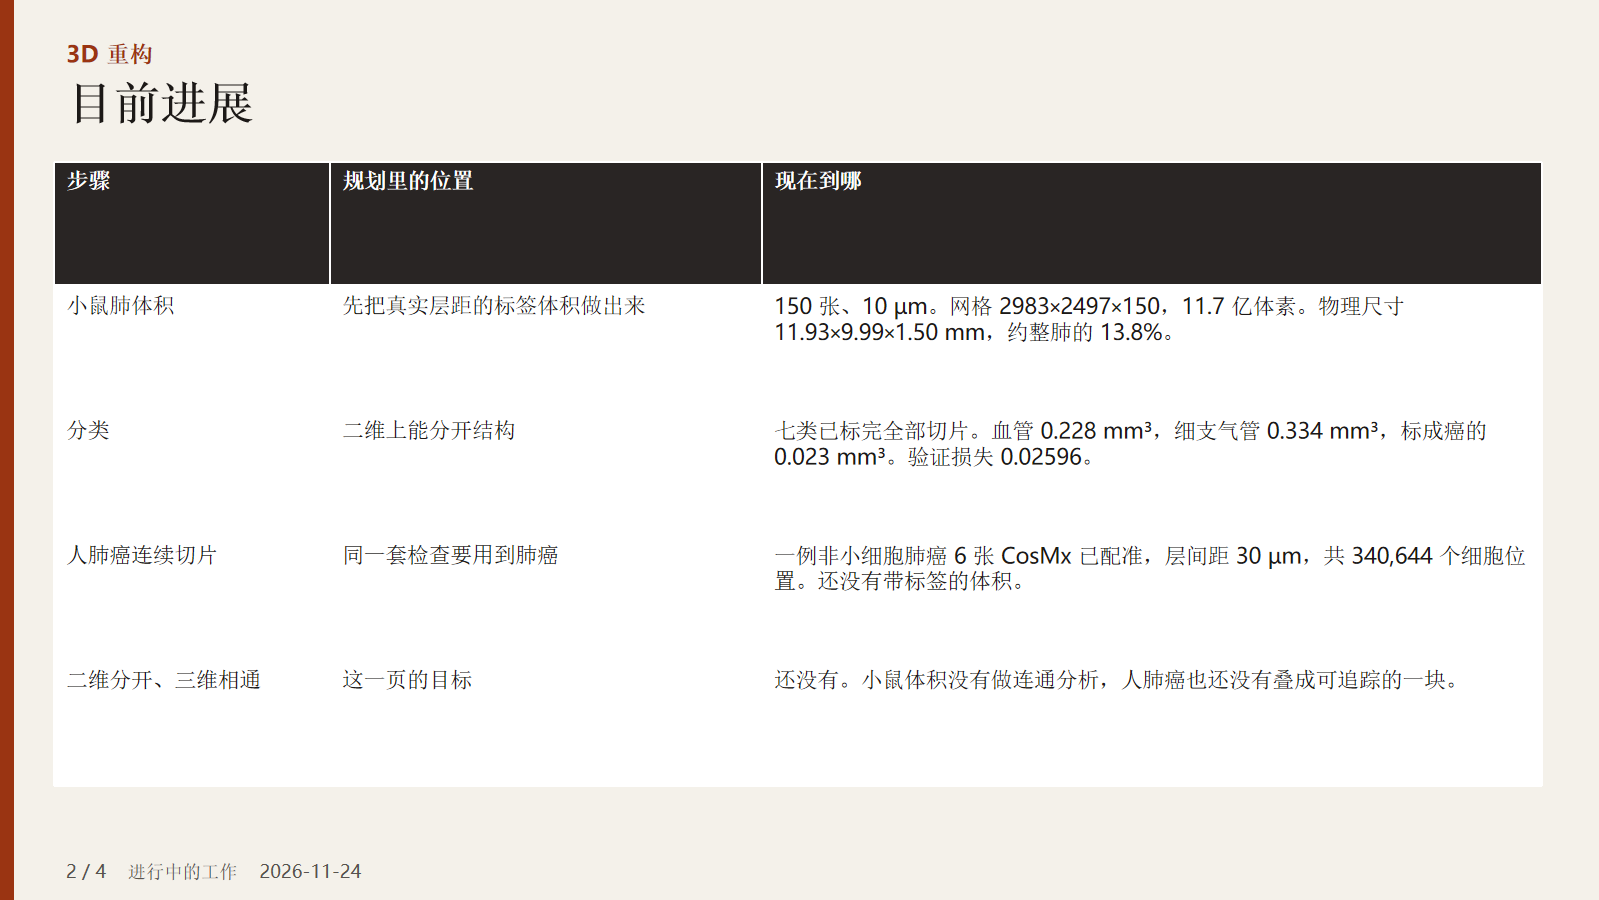 3D 重构
目前进展
步骤
规划里的位置
现在到哪
小鼠肺体积
先把真实层距的标签体积做出来
150 张、10 µm。网格 2983×2497×150，11.7 亿体素。物理尺寸
11.93×9.99×1.50 mm，约整肺的 13.8%。
分类
二维上能分开结构
七类已标完全部切片。血管 0.228 mm³，细支气管 0.334 mm³，标成癌的
0.023 mm³。验证损失 0.02596。
人肺癌连续切片
同一套检查要用到肺癌
一例非小细胞肺癌 6 张 CosMx 已配准，层间距 30 µm，共 340,644 个细胞位
置。还没有带标签的体积。
二维分开、三维相通
这一页的目标
还没有。小鼠体积没有做连通分析，人肺癌也还没有叠成可追踪的一块。
2 / 4 进行中的工作 2026-11-24